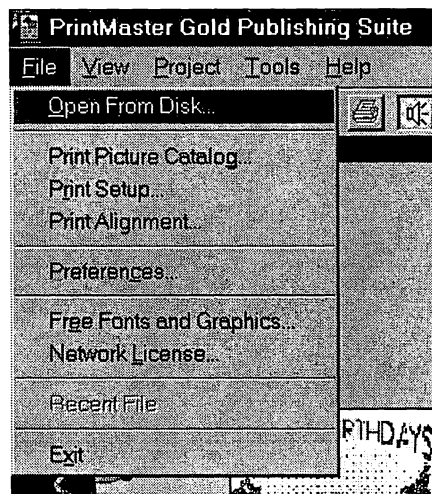 PrintMaster Gold Publishing Suite
File View Project Tools Help
Open From Disk...
Print Picture Catalog...
Print Setup...
Print Alignment...
Preferences...
Free Fonts and Graphics...
Network License...
Recent File
Exit
RTHDAYS